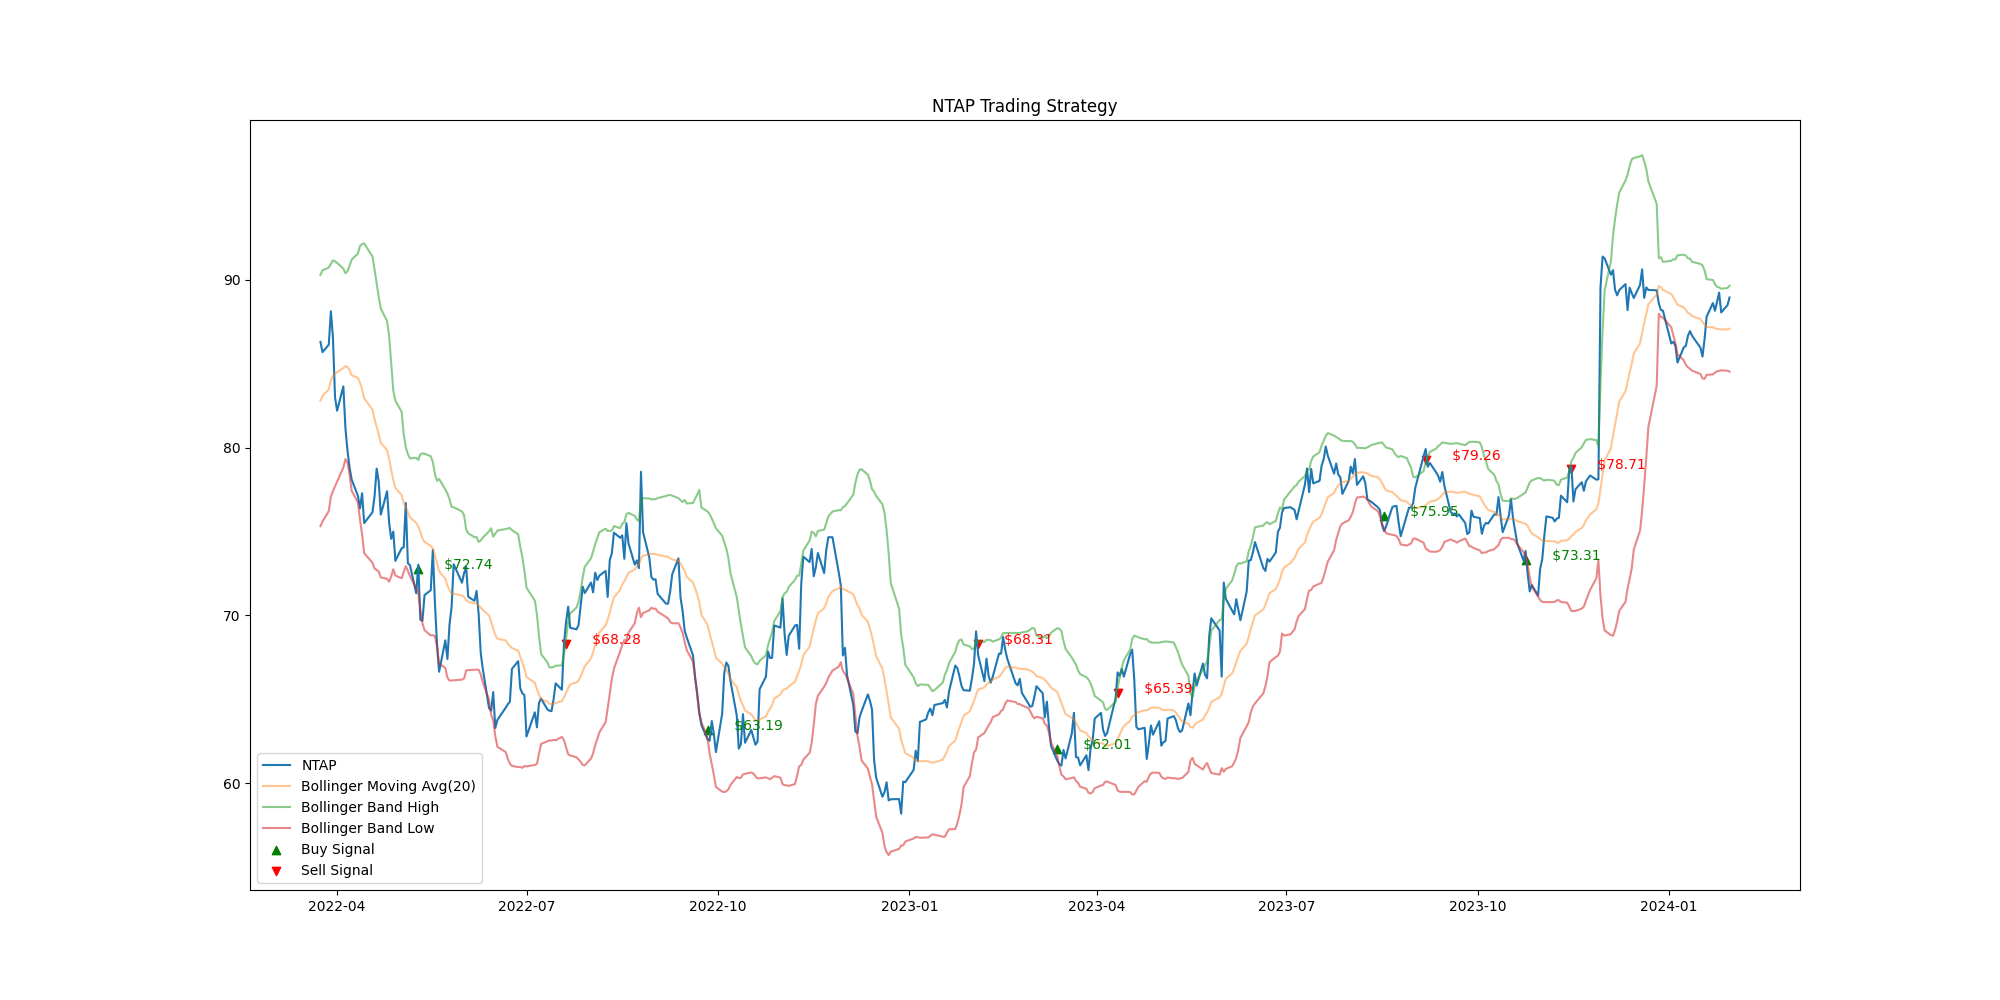 NTAP Trading Strategy
90
80
70
60
$72.74
$68.28
$63.19
$68.31
$62.01
$65.39
$75.95
$79.26
$73.31
$78.71
NTAP
Bollinger Moving Avg(20)
Bollinger Band High
Bollinger Band Low
Buy Signal
Sell Signal
2022-04 2022-07 2022-10 2023-01 2023-04 2023-07 2023-10 2024-01